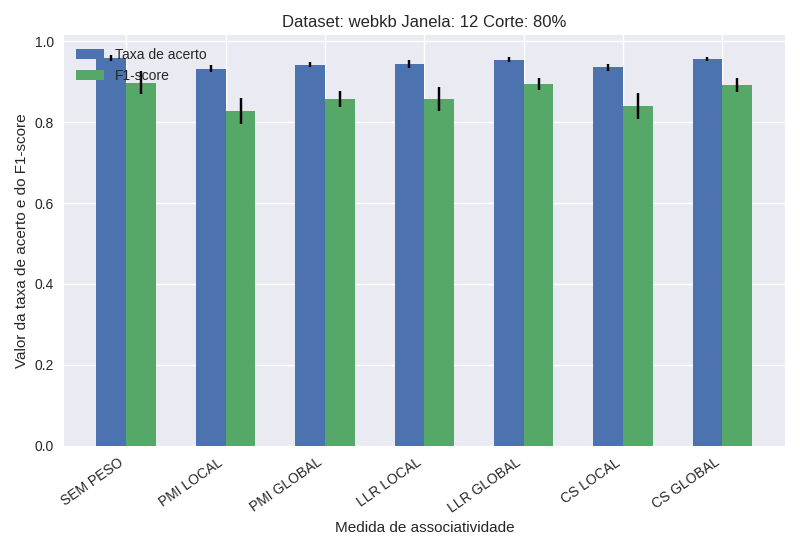 Dataset: webkb Janela: 12 Corte: 80%
Taxa de acerto
F1-score
Valor da taxa de acerto e do F1-score
1.0
0.8
0.6
0.4
0.2
0.0
SEM PESO
PMI LOCAL
PMI GLOBAL
LLR LOCAL
LLR GLOBAL
CS LOCAL
CS GLOBAL
Medida de associatividade